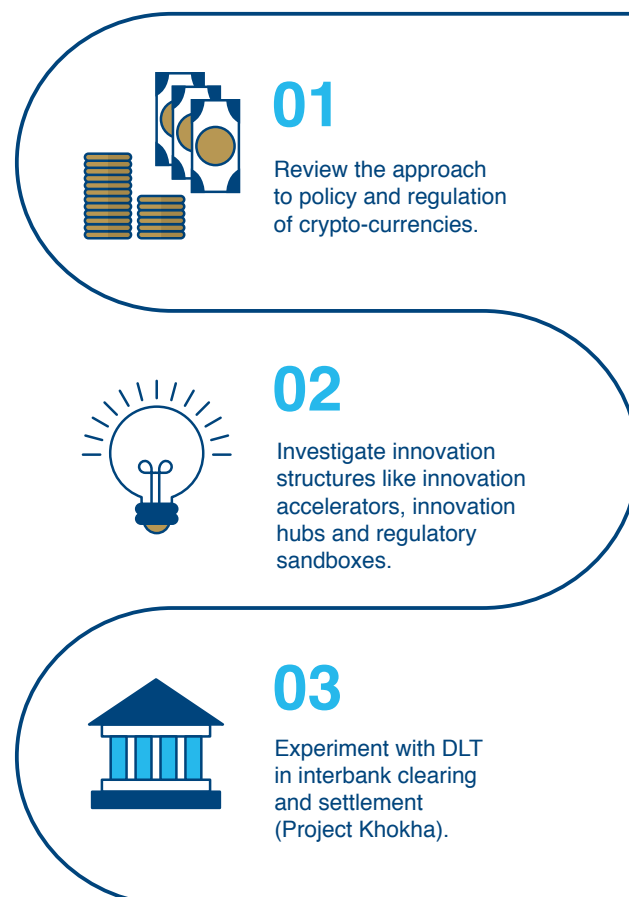 01
Review the approach
to policy and regulation
of crypto-currencies.
02
Investigate innovation
structures like innovation
accelerators, innovation
hubs and regulatory
sandboxes.
03
Experiment with DLT
in interbank clearing
and settlement
(Project Khokha).